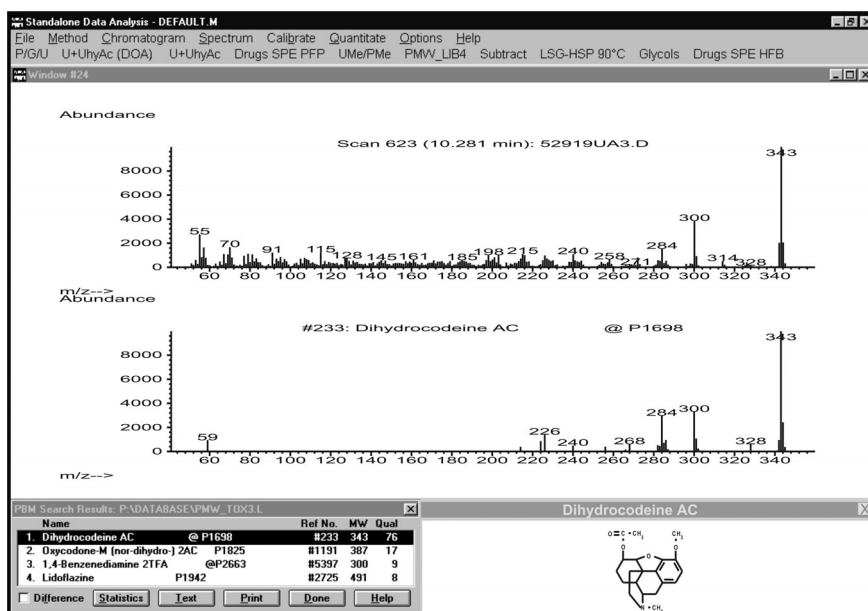 Standalone Data Analysis - DEFAULT.M
File Method Chromatogram Spectrum Calibrate Quantitate Options Help
P/G/U U+UhyAc (DOA) U+UhyAc Drugs SPE PFP UMe/PMe PMW_LIB4 Subtract LSG-HSP 90°C Glycols Drugs SPE HFB
Window #24
Abundance
Scan 623 (10.281 min): 52919UA3.D
343
8000
6000
4000
300
55
2000
70 91 115 128 145 161 185 198 215 240 258 271 284 314 328
0
60 80 100 120 140 160 180 200 220 240 260 280 300 320 340
m/z-->
Abundance
#233: Dihydrocodeine AC @ P1698
343
8000
6000
4000
284 300
2000
59 226 240 268 328
0
60 80 100 120 140 160 180 200 220 240 260 280 300 320 340
m/z-->
PBM Search Results: P:\DATABASE\PMW_TOX3.L
Name Ref No. MW Qual
1. Dihydrocodeine AC @ P1698 #233 343 76
2. Oxycodone-M (nor-dihydro-) 2AC P1825 #1191 387 17
3. 1,4-Benzenediamine 2TFA @P2663 #5397 300 9
4. Lidoflazine P1942 #2725 491 8
Difference Statistics Text Print Done Help
Dihydrocodeine AC
O=C-CH3 CH3
O O O
N-CH3